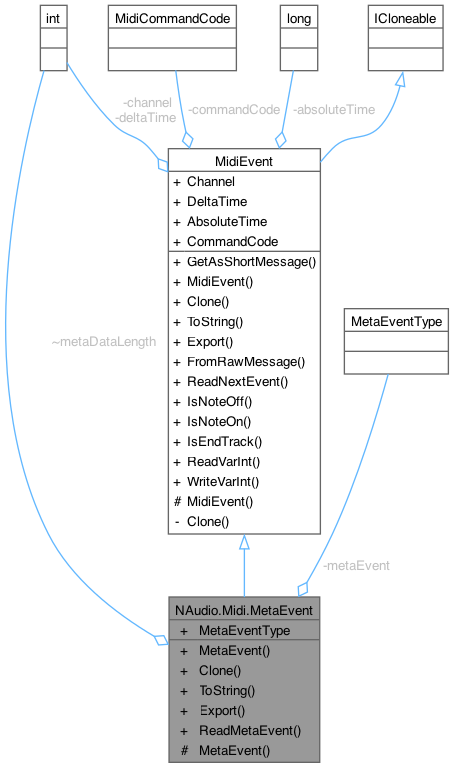 int
MidiCommandCode
long
ICloneable
-channel
-deltaTime
-commandCode
-absoluteTime
MidiEvent
+ Channel
+ DeltaTime
+ AbsoluteTime
+ CommandCode
+ GetAsShortMessage()
+ MidiEvent()
+ Clone()
+ ToString()
+ Export()
+ FromRawMessage()
+ ReadNextEvent()
+ IsNoteOff()
+ IsNoteOn()
+ IsEndTrack()
+ ReadVarInt()
+ WriteVarInt()
# MidiEvent()
- Clone()
MetaEventType
~metaDataLength
-metaEvent
NAudio.Midi.MetaEvent
+ MetaEventType
+ MetaEvent()
+ Clone()
+ ToString()
+ Export()
+ ReadMetaEvent()
# MetaEvent()